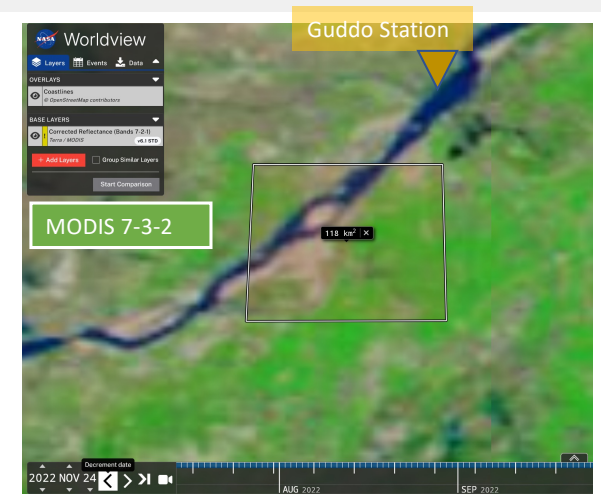 Guddo Station
NASA
Worldview
Layers Events Data
OVERLAYS
Coastlines
© OpenStreetMap contributors
BASE LAYERS
Corrected Reflectance (Bands 7-2-1)
Terra / MODIS v6.1 STD
+ Add Layers Group Similar Layers
Start Comparison
MODIS 7-3-2
118 km² ×
Decrement date
2022 NOV 24
AUG 2022 SEP 2022